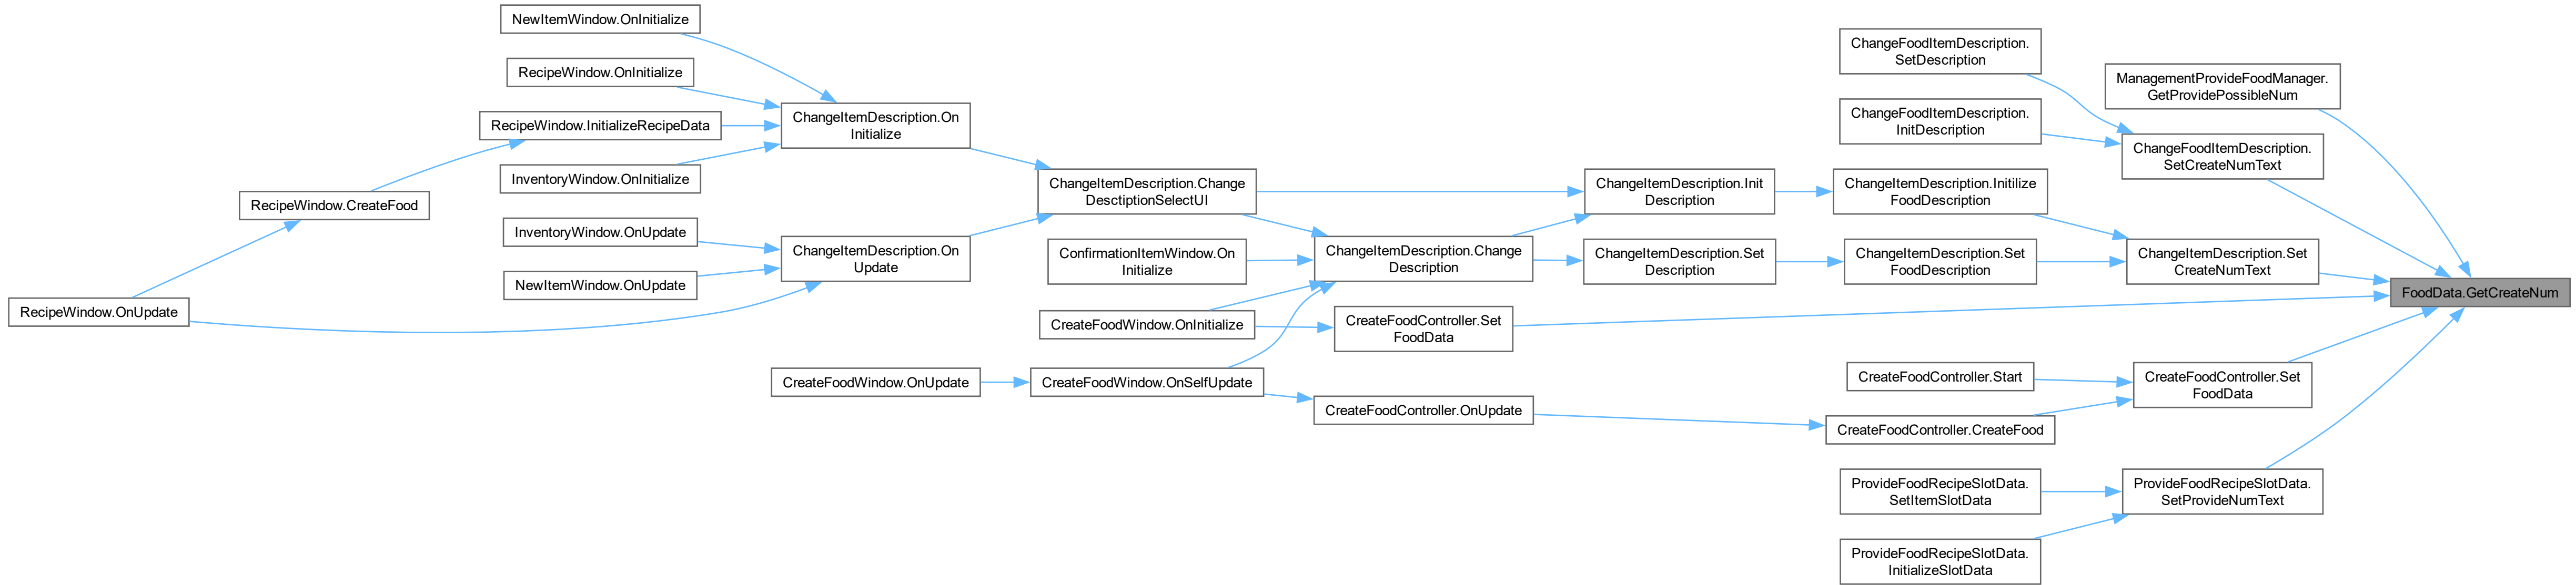 NewItemWindow.OnInitialize
RecipeWindow.OnInitialize
RecipeWindow.InitializeRecipeData
InventoryWindow.OnInitialize
RecipeWindow.CreateFood
InventoryWindow.OnUpdate
NewItemWindow.OnUpdate
RecipeWindow.OnUpdate
ChangeItemDescription.On
Initialize
ChangeItemDescription.On
Update
CreateFoodWindow.OnUpdate
ChangeItemDescription.Change
DesctiptionSelectUI
ConfirmationItemWindow.On
Initialize
CreateFoodWindow.OnInitialize
CreateFoodWindow.OnSelfUpdate
ChangeItemDescription.Change
Description
CreateFoodController.Set
FoodData
CreateFoodController.OnUpdate
ChangeItemDescription.Init
Description
ChangeItemDescription.Set
Description
ChangeFoodItemDescription.
SetDescription
ChangeFoodItemDescription.
InitDescription
ChangeItemDescription.Initilize
FoodDescription
ChangeItemDescription.Set
FoodDescription
CreateFoodController.Start
CreateFoodController.CreateFood
ProvideFoodRecipeSlotData.
SetItemSlotData
ProvideFoodRecipeSlotData.
InitializeSlotData
ManagementProvideFoodManager.
GetProvidePossibleNum
ChangeFoodItemDescription.
SetCreateNumText
ChangeItemDescription.Set
CreateNumText
CreateFoodController.Set
FoodData
ProvideFoodRecipeSlotData.
SetProvideNumText
FoodData.GetCreateNum